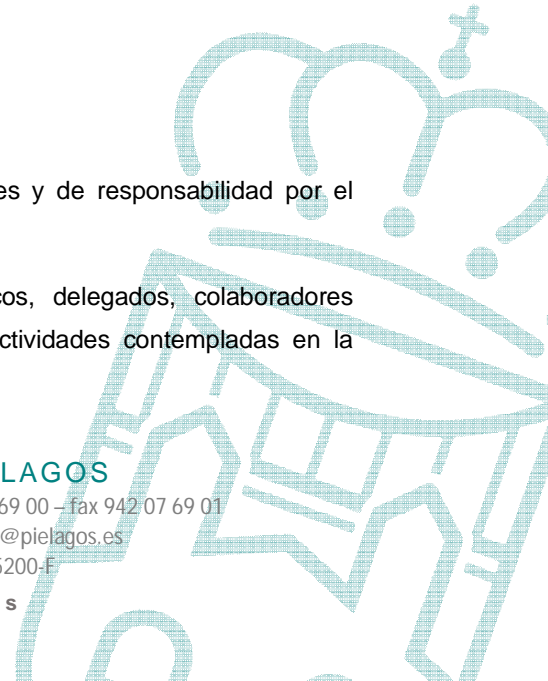 es y de responsabilidad por el
cos, delegados, colaboradores
ctividades contempladas en la
LAGOS
69 00 – fax 942 07 69 01
@pielagos.es
5200-F
s